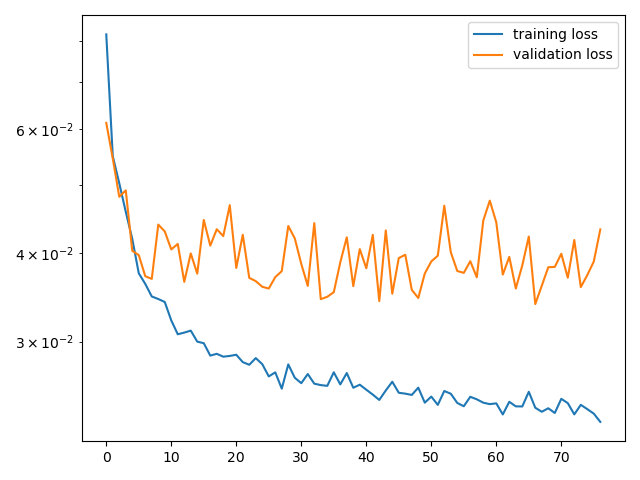 training loss
validation loss
6 × 10⁻²
4 × 10⁻²
3 × 10⁻²
0 10 20 30 40 50 60 70